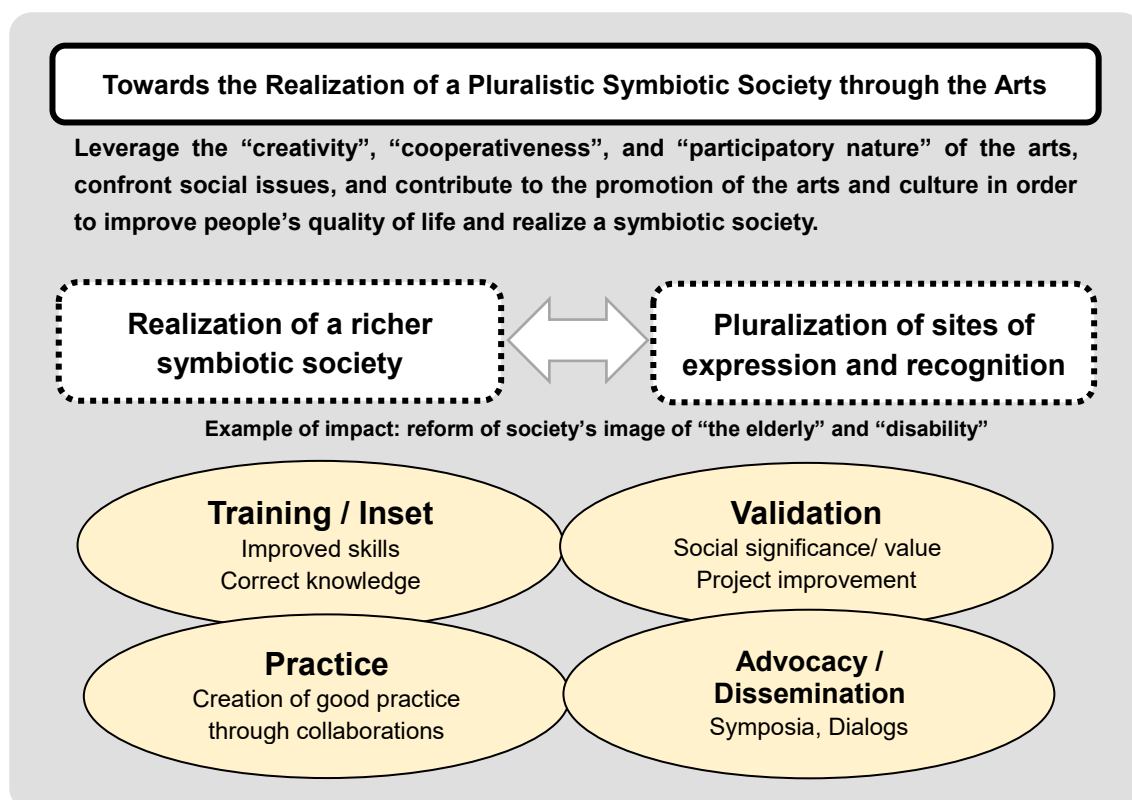 Towards the Realization of a Pluralistic Symbiotic Society through the Arts
Leverage the “creativity”, “cooperativeness”, and “participatory nature” of the arts,
confront social issues, and contribute to the promotion of the arts and culture in order
to improve people’s quality of life and realize a symbiotic society.
Realization of a richer
symbiotic society
Pluralization of sites of
expression and recognition
Example of impact: reform of society’s image of “the elderly” and “disability”
Training / Inset
Improved skills
Correct knowledge
Validation
Social significance/ value
Project improvement
Practice
Creation of good practice
through collaborations
Advocacy /
Dissemination
Symposia, Dialogs